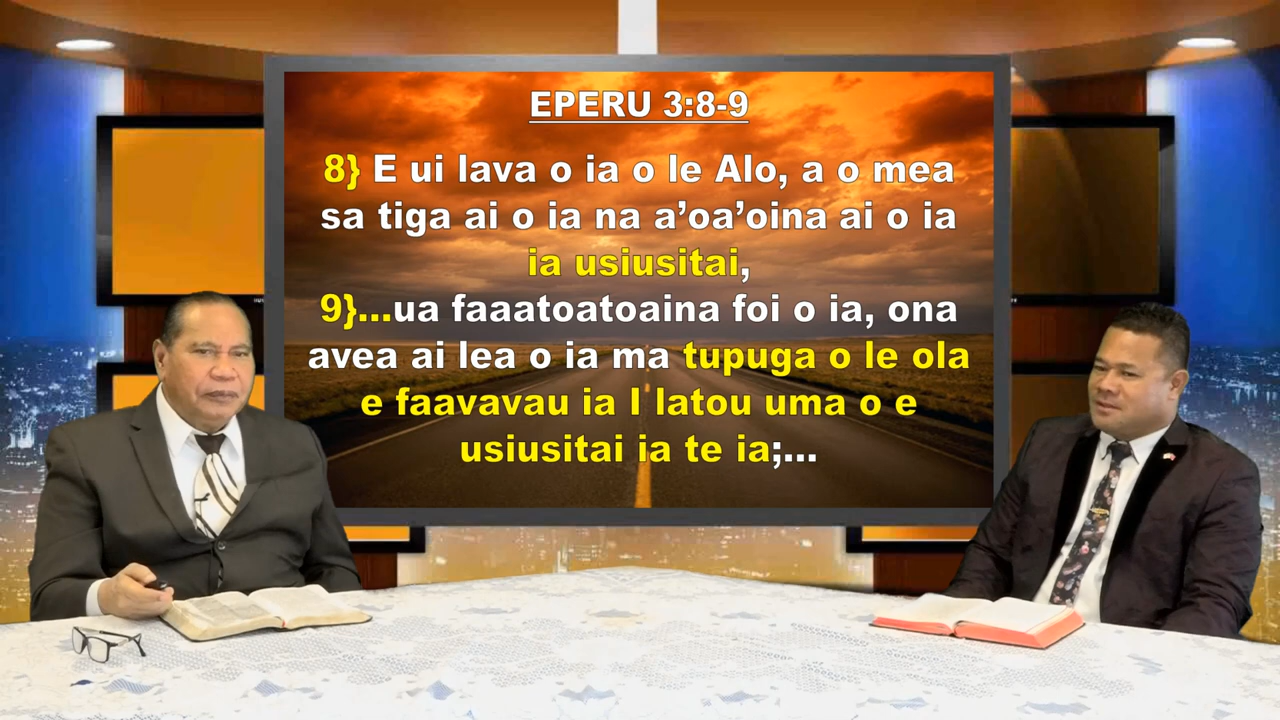 EPERU 3:8-9
8} E ui lava o ia o le Alo, a o mea
sa tiga ai o ia na a’oa’oina ai o ia
ia usiusitai,
9}...ua faaatoatoaina foi o ia, ona
avea ai lea o ia ma tupuga o le ola
e faavavau ia I latou uma o e
usiusitai ia te ia;...